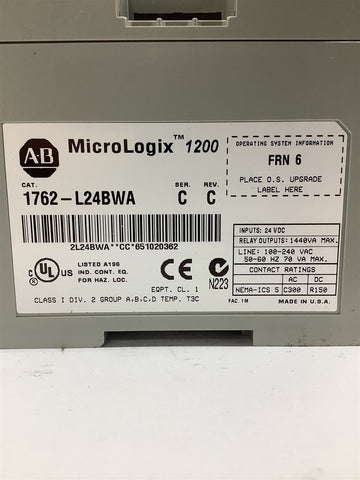 AB MicroLogix™ 1200
CAT. SER. REV.
1762-L24BWA C C
2L24BWA**CC*651020362
OPERATING SYSTEM INFORMATION
FRN 6
PLACE O.S. UPGRADE
LABEL HERE
INPUTS: 24 VDC
RELAY OUTPUTS: 1440VA MAX.
LINE: 100-240 VAC
50-60 HZ 70 VA MAX.
CONTACT RATINGS
AC DC
NEMA-ICS 5 C300 R150
C UL US
LISTED A196
IND. CONT. EQ.
FOR HAZ. LOC.
CE
EQPT. CL. 1
N223
CLASS I DIV. 2 GROUP A,B,C,D TEMP. T3C
FAC. 1M
MADE IN U.S.A.